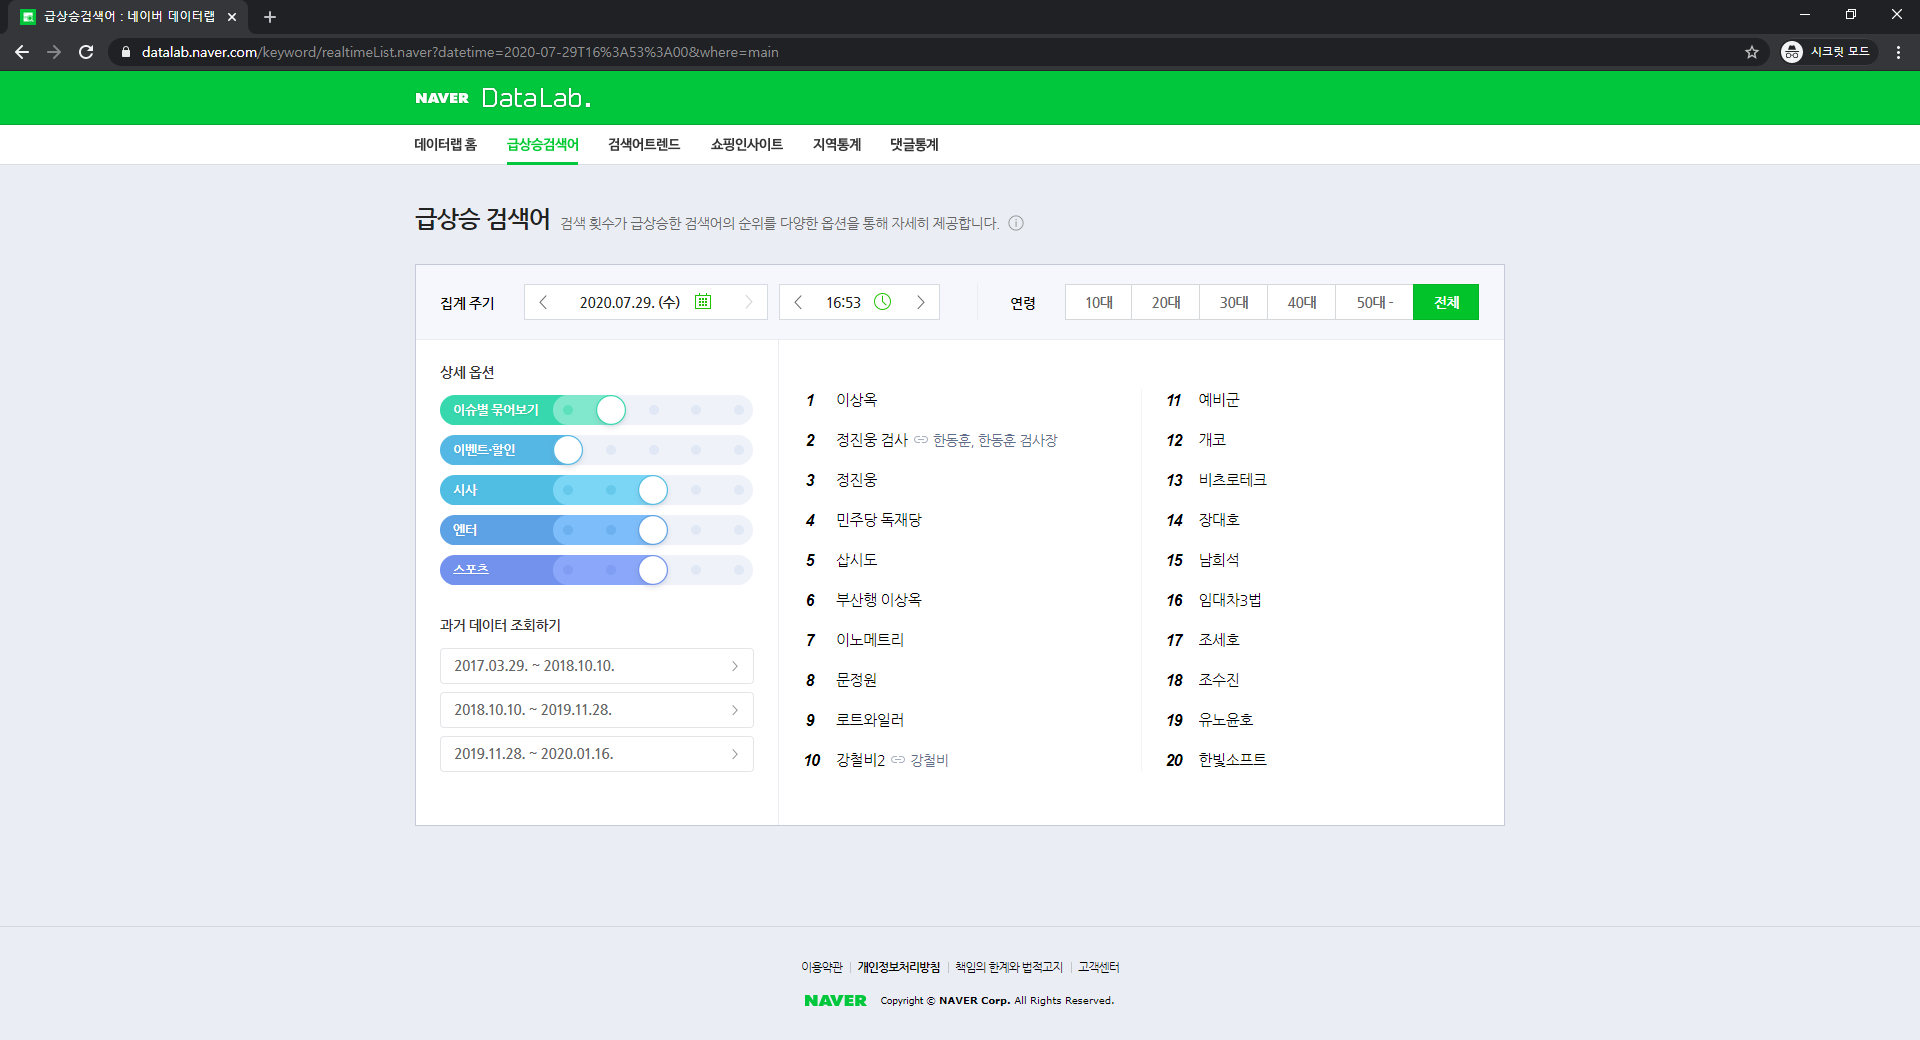 급상승검색어 : 네이버 데이터랩
datalab.naver.com/keyword/realtimeList.naver?datetime=2020-07-29T16%3A53%3A00&where=main
시크릿 모드
NAVER DataLab.
데이터랩 홈 급상승검색어 검색어트렌드 쇼핑인사이트 지역통계 댓글통계
급상승 검색어 검색 횟수가 급상승한 검색어의 순위를 다양한 옵션을 통해 자세히 제공합니다.
집계 주기 2020.07.29. (수) 16:53 연령 10대 20대 30대 40대 50대 - 전체
상세 옵션
이슈별 묶어보기
이벤트·할인
시사
엔터
스포츠
과거 데이터 조회하기
2017.03.29. ~ 2018.10.10.
2018.10.10. ~ 2019.11.28.
2019.11.28. ~ 2020.01.16.
1 이상옥
2 정진웅 검사 한동훈, 한동훈 검사장
3 정진웅
4 민주당 독재당
5 삽시도
6 부산행 이상옥
7 이노메트리
8 문정원
9 로트와일러
10 강철비2 강철비
11 예비군
12 개코
13 비츠로테크
14 장대호
15 남희석
16 임대차3법
17 조세호
18 조수진
19 유노윤호
20 한빛소프트
이용약관 개인정보처리방침 책임의 한계와 법적고지 고객센터
NAVER Copyright © NAVER Corp. All Rights Reserved.